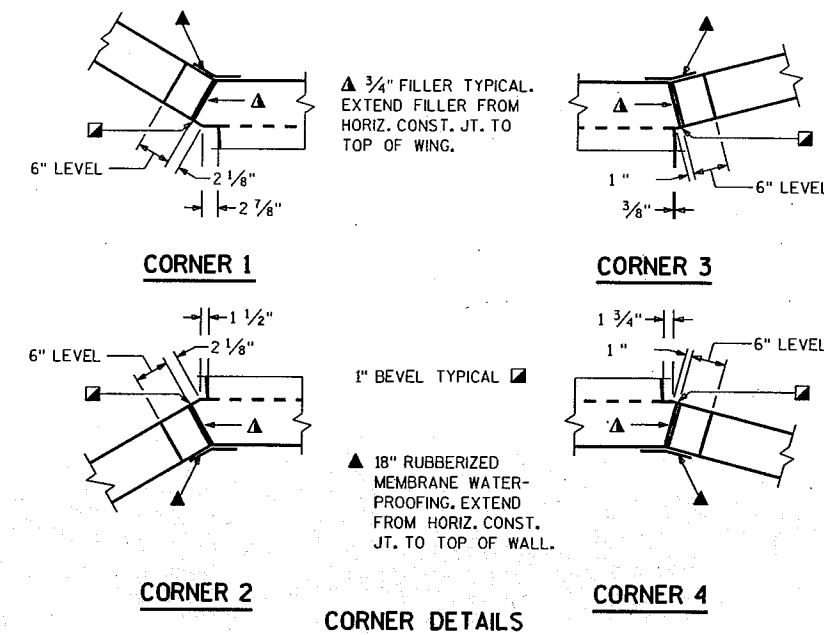 ▲ 3/4" FILLER TYPICAL.
EXTEND FILLER FROM
HORIZ. CONST. JT. TO
TOP OF WING.
6" LEVEL
2 1/8"
2 7/8"
CORNER 1
1"
3/8"
6" LEVEL
CORNER 3
6" LEVEL
1 1/2"
2 1/8"
1" BEVEL TYPICAL
1 3/4"
1"
6" LEVEL
▲ 18" RUBBERIZED
MEMBRANE WATER-
PROOFING. EXTEND
FROM HORIZ. CONST.
JT. TO TOP OF WALL.
CORNER 2
CORNER 4
CORNER DETAILS